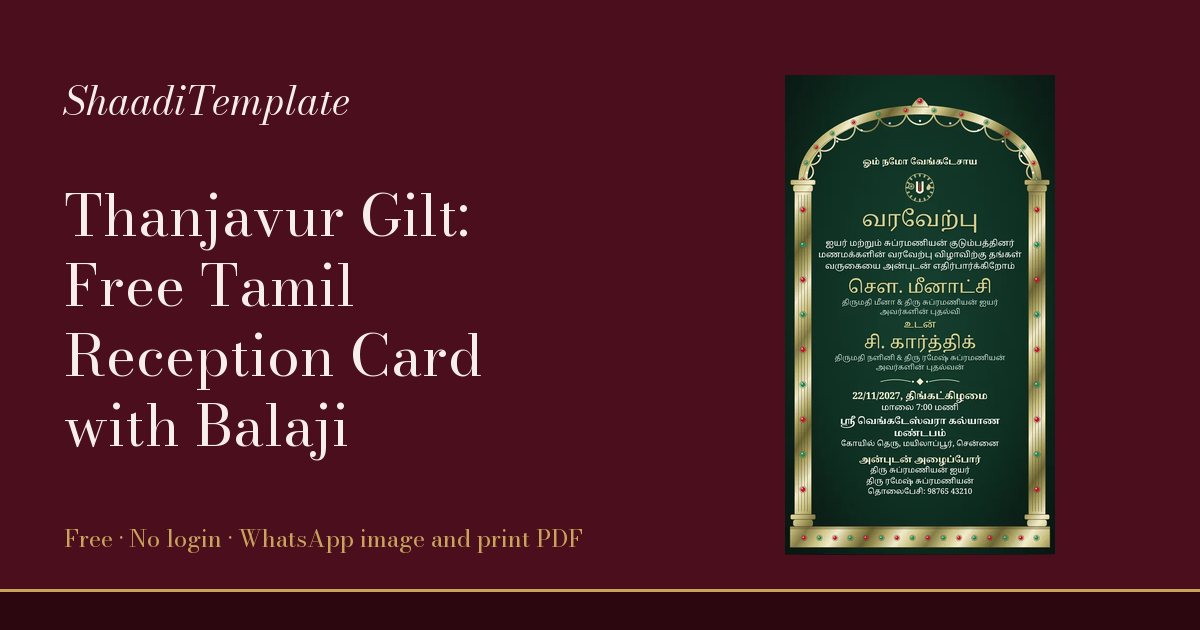 ShaadiTemplate
Thanjavur Gilt:
Free Tamil
Reception Card
with Balaji
Free · No login · WhatsApp image and print PDF
ஓம் நமோ வேங்கடேசாய
வரவேற்பு
ஐயர் மற்றும் சுப்ரமணியன் குடும்பத்தினர்
மணமக்களின் வரவேற்பு விழாவிற்கு தங்கள்
வருகையை அன்புடன் எதிர்பார்க்கிறோம்
சௌ. மீனாட்சி
திருமதி மீனா & திரு சுப்ரமணியன் ஐயர்
அவர்களின் புதல்வி
உடன்
சி. கார்த்திக்
திருமதி நளினி & திரு ரமேஷ் சுப்ரமணியன்
அவர்களின் புதல்வன்
22/11/2027, திங்கட்கிழமை
மாலை 7:00 மணி
ஸ்ரீ வெங்கடேஸ்வரா கல்யாண
மண்டபம்
கோயில் தெரு, மயிலாப்பூர், சென்னை
அன்புடன் அழைப்போர்
திரு சுப்ரமணியன் ஐயர்
திரு ரமேஷ் சுப்ரமணியன்
தொலைபேசி: 98765 43210